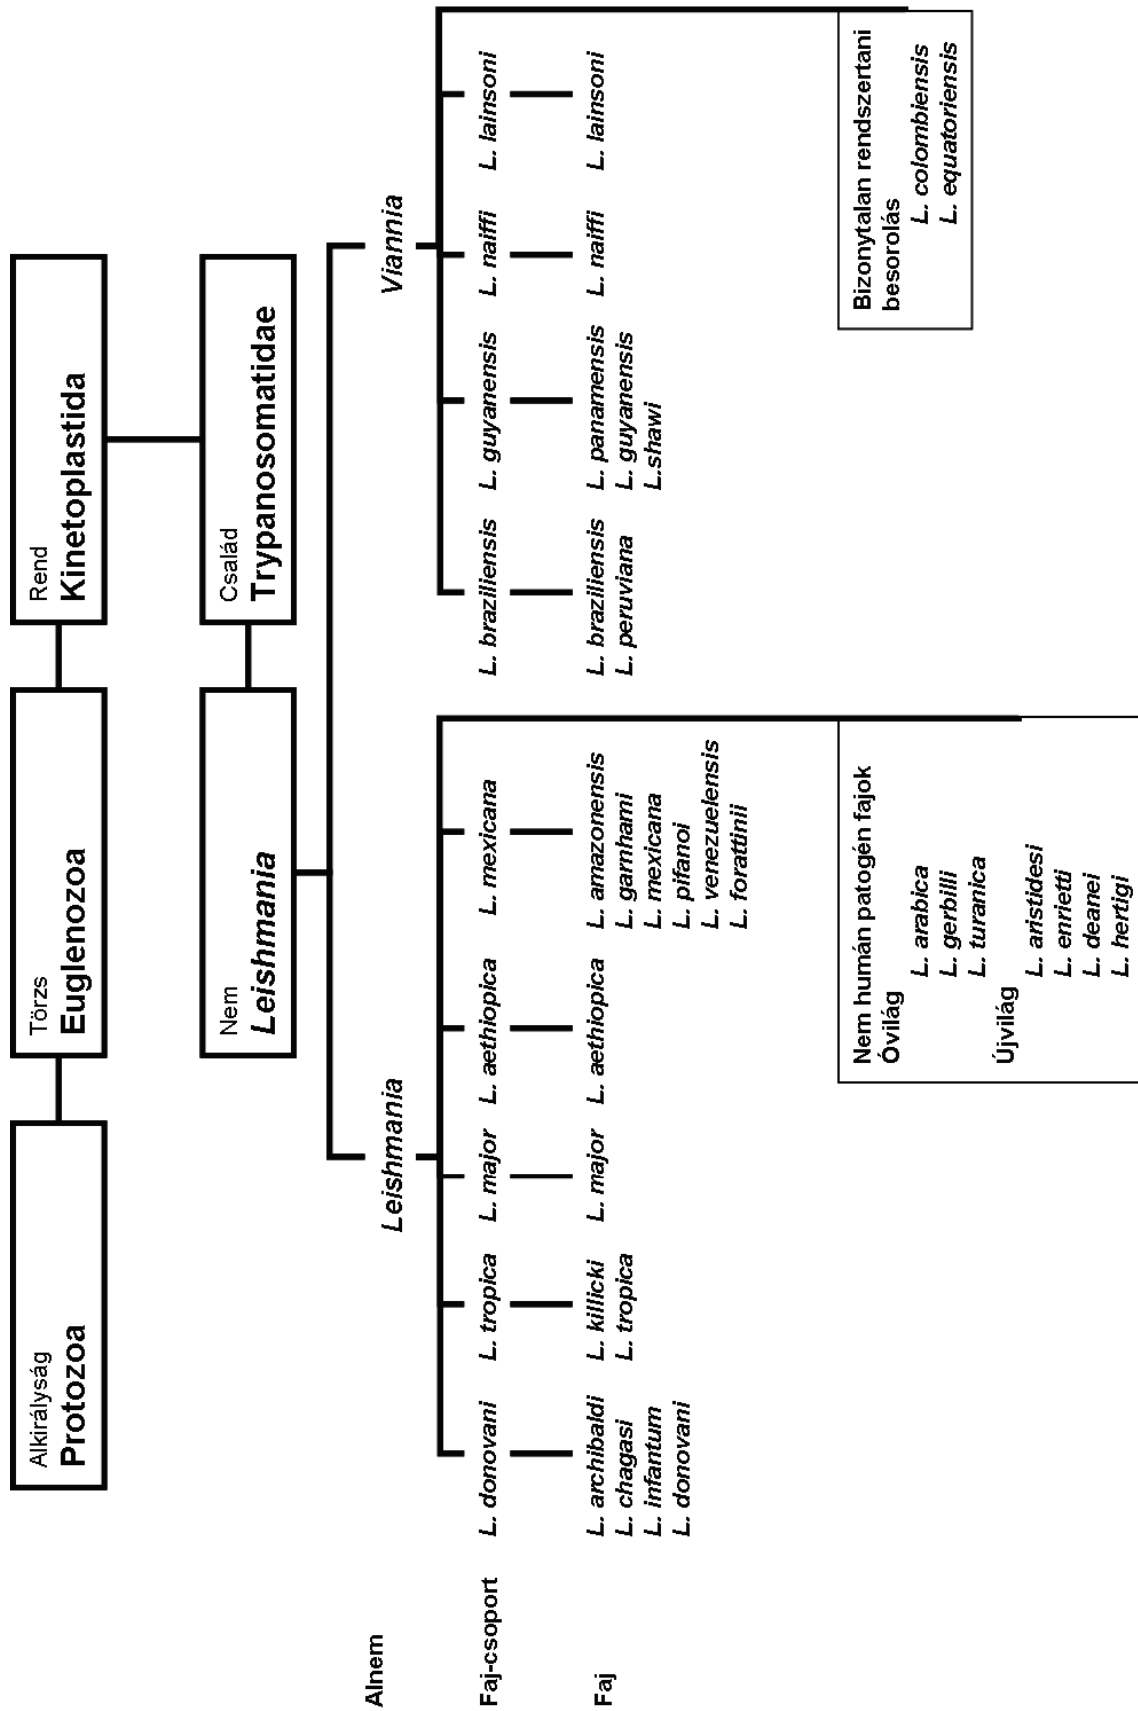 Alkirályság
Protozoa
Törzs
Euglenozoa
Rend
Kinetoplastida
Nem
Leishmania
Család
Trypanosomatidae
Alnem
Leishmania
Viannia
Faj-csoport
L. donovani
L. tropica
L. major
L. aethiopica
L. mexicana
L. braziliensis
L. guyanensis
L. naiffi
L. lainsoni
Faj
L. archibaldi
L. chagasi
L. infantum
L. donovani
L. killicki
L. tropica
L. major
L. aethiopica
L. amazonensis
L. garnhami
L. mexicana
L. pifanoi
L. venezuelensis
L. forattinii
L. braziliensis
L. peruviana
L. panamensis
L. guyanensis
L.shawi
L. naiffi
L. lainsoni
Nem humán patogén fajok
Óvilág
L. arabica
L. gerbilli
L. turanica
Újvilág
L. aristidesi
L. enrietti
L. deanei
L. hertigi
Bizonytalan rendszertani
besorolás
L. colombiensis
L. equatoriensis